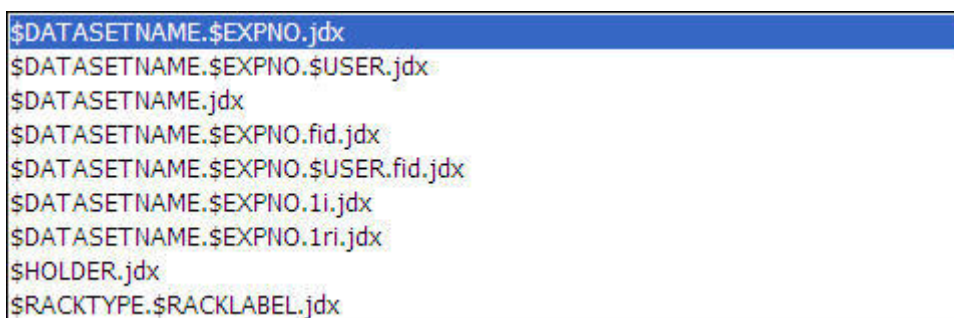 $DATASETNAME.$EXPNO.jdx
$DATASETNAME.$EXPNO.$USER.jdx
$DATASETNAME.jdx
$DATASETNAME.$EXPNO.fid.jdx
$DATASETNAME.$EXPNO.$USER.fid.jdx
$DATASETNAME.$EXPNO.1i.jdx
$DATASETNAME.$EXPNO.1ri.jdx
$HOLDER.jdx
$RACKTYPE.$RACKLABEL.jdx